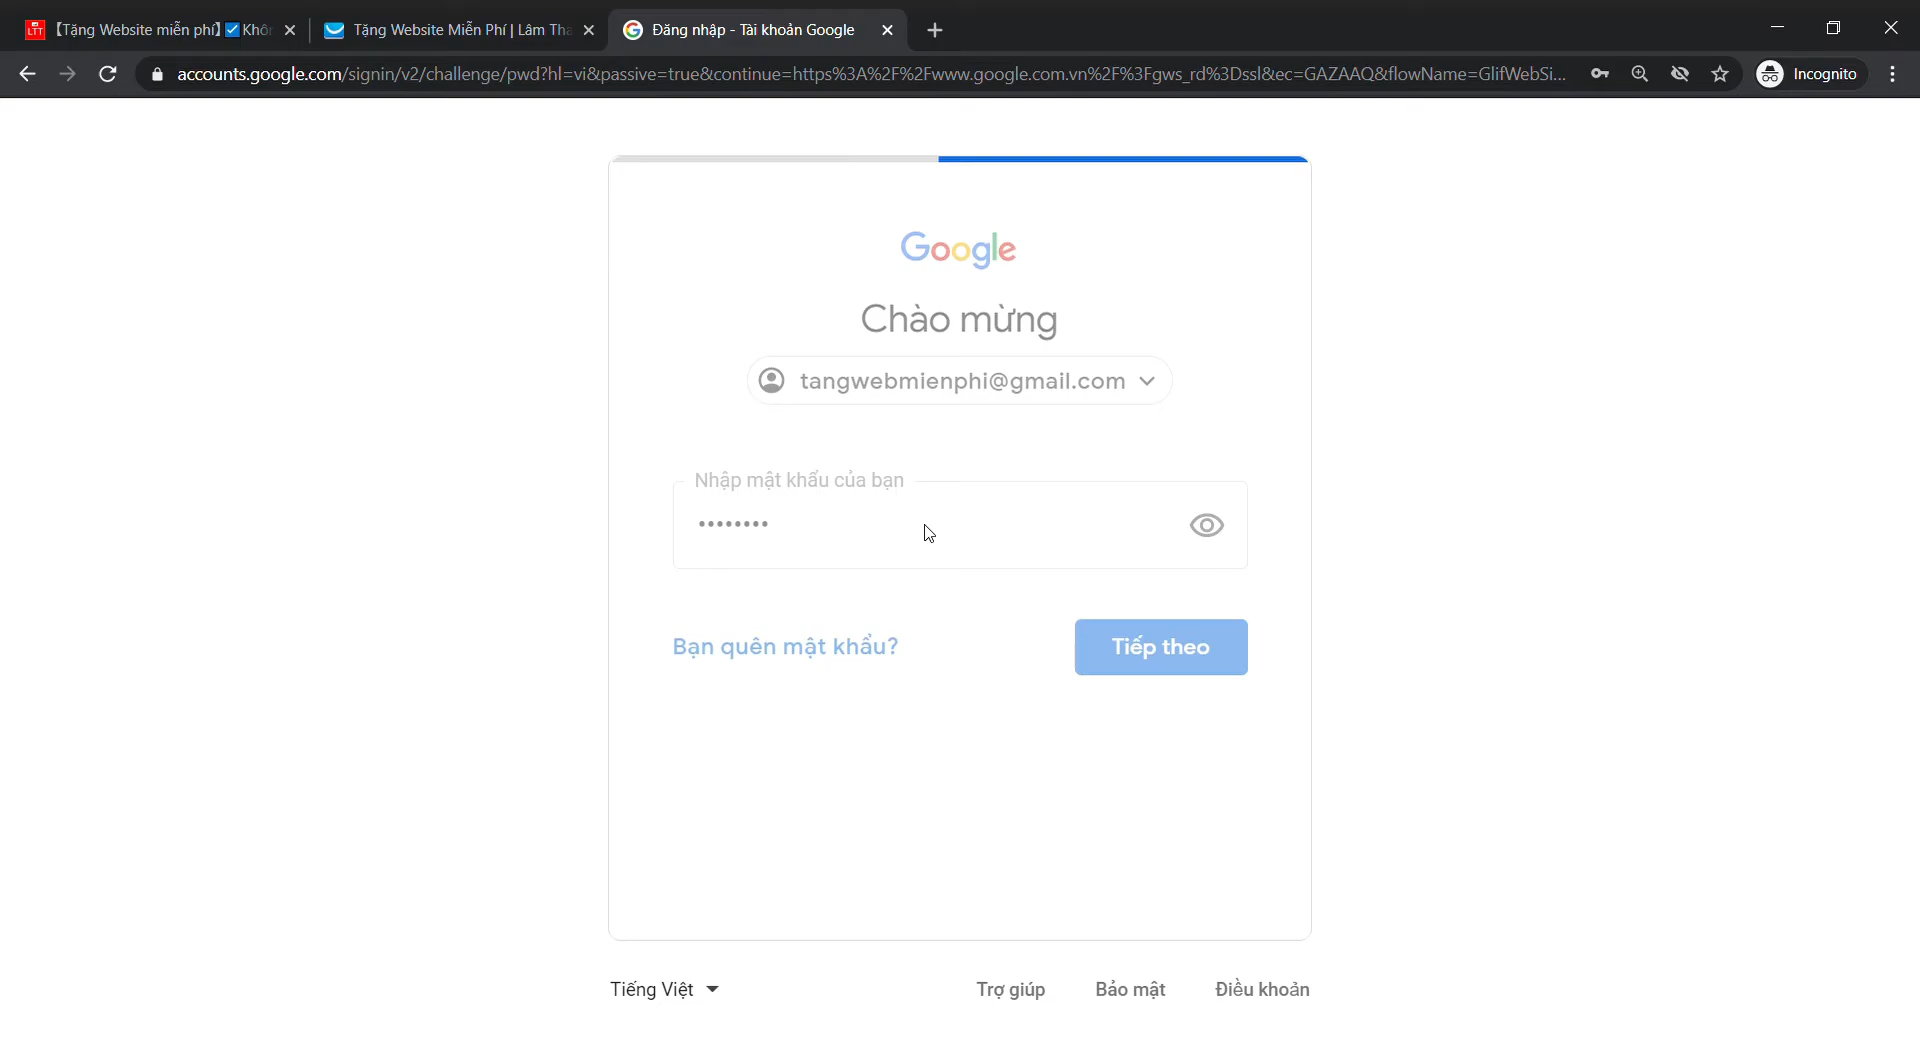 LTT
【Tặng Website miễn phí】☑Khôn
Tặng Website Miễn Phí | Lâm Tha
Đăng nhập - Tài khoản Google
accounts.google.com/signin/v2/challenge/pwd?hl=vi&passive=true&continue=https%3A%2F%2Fwww.google.com.vn%2F%3Fgws_rd%3Dssl&ec=GAZAAQ&flowName=GlifWebSi...
Incognito
Google
Chào mừng
tangwebmienphi@gmail.com
Nhập mật khẩu của bạn
••••••••
Bạn quên mật khẩu?
Tiếp theo
Tiếng Việt
Trợ giúp
Bảo mật
Điều khoản